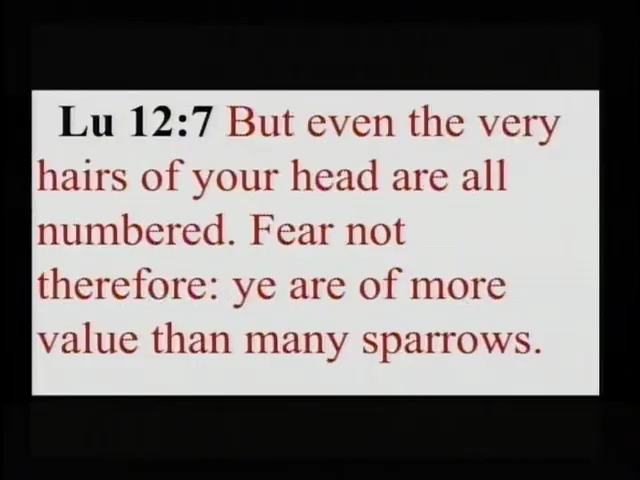 Lu 12:7 But even the very
hairs of your head are all
numbered. Fear not
therefore: ye are of more
value than many sparrows.